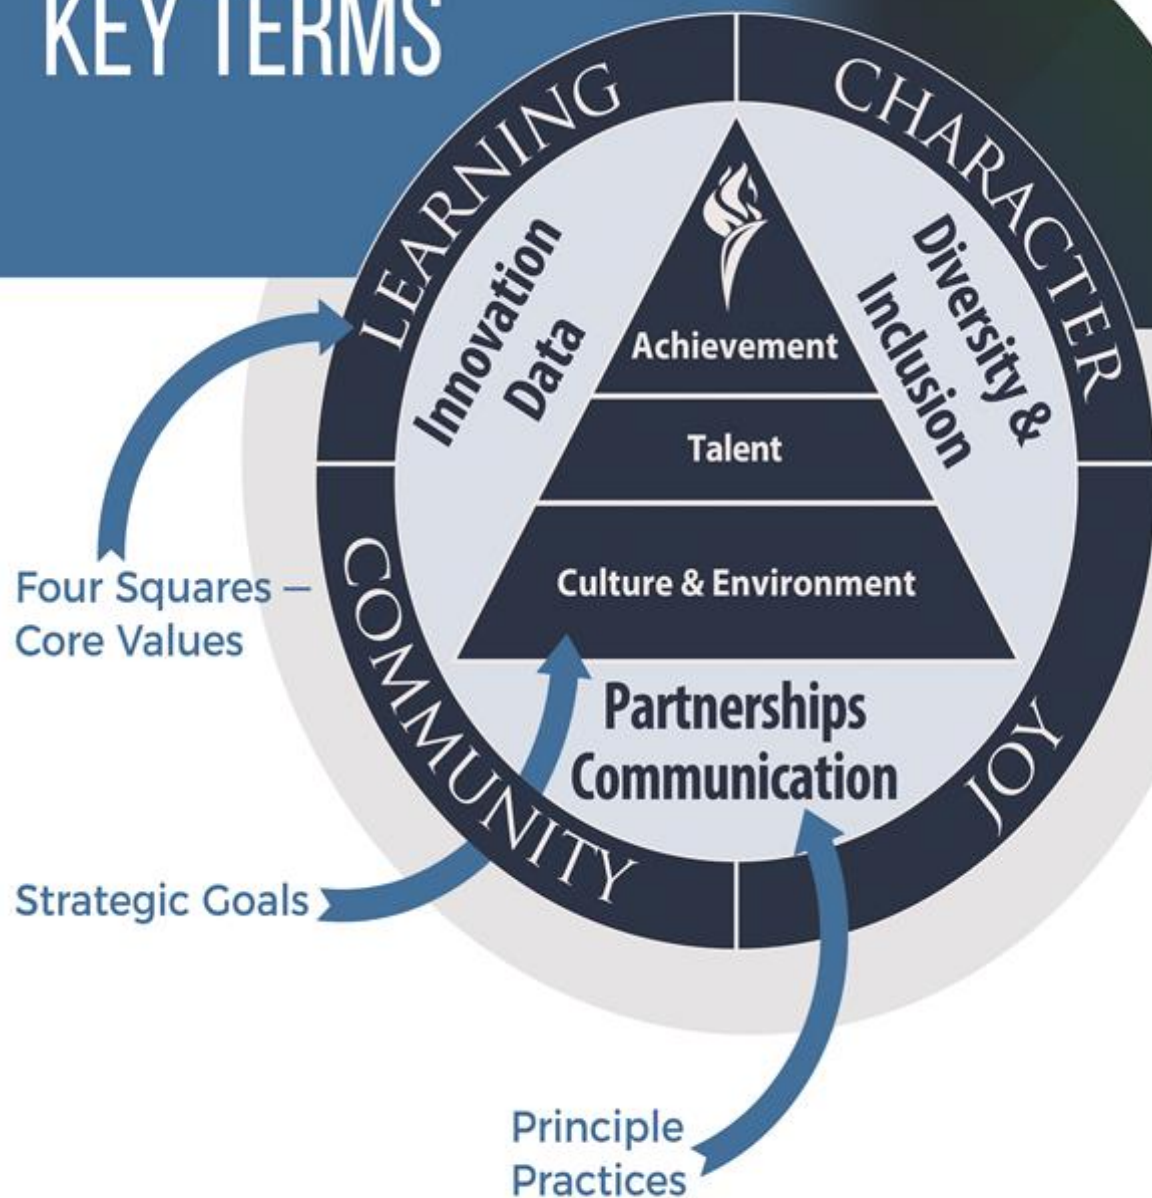 KEY TERMS
LEARNING
CHARACTER
Innovation
Data
Diversity &
Inclusion
Achievement
Talent
Culture & Environment
Four Squares –
Core Values
COMMUNITY
JOY
Partnerships
Communication
Strategic Goals
Principle
Practices